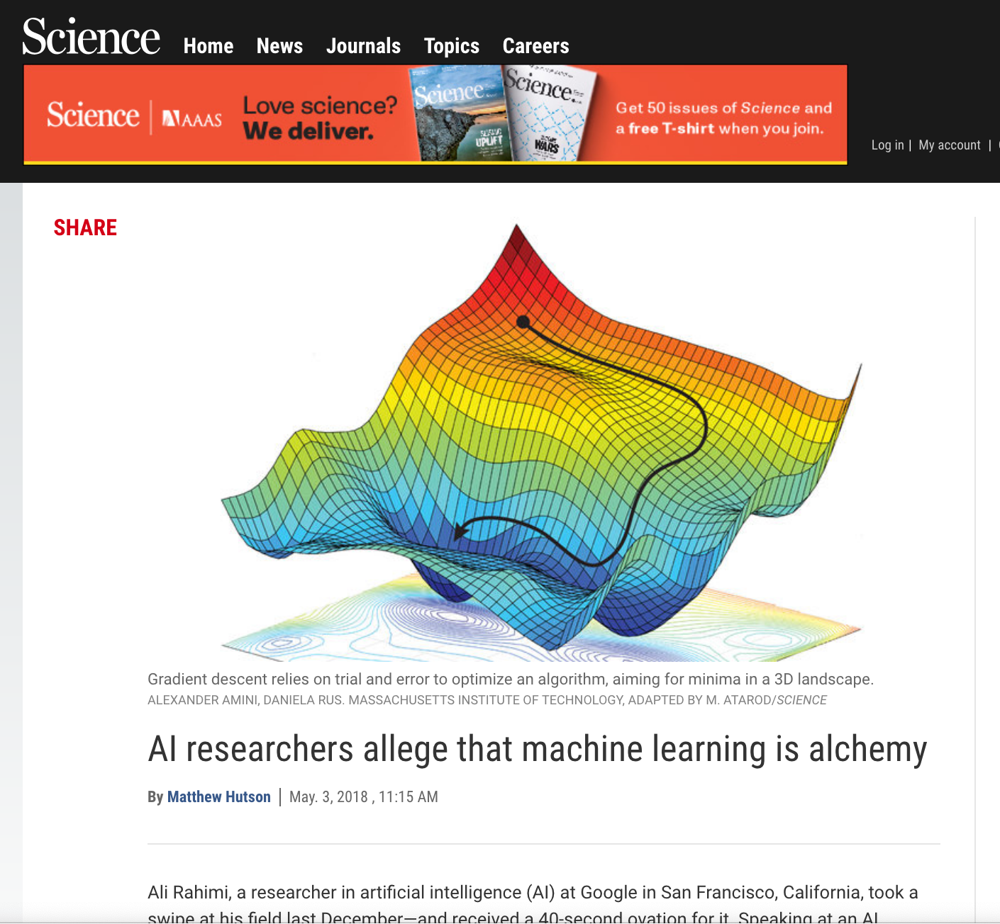 Science
Home News Journals Topics Careers
Science | AAAS
Love science?
We deliver.
Science
SEISMIC
UPLIFT
Science
WARS
Get 50 issues of Science and
a free T-shirt when you join.
Log in | My account |
SHARE
Gradient descent relies on trial and error to optimize an algorithm, aiming for minima in a 3D landscape.
ALEXANDER AMINI, DANIELA RUS. MASSACHUSETTS INSTITUTE OF TECHNOLOGY, ADAPTED BY M. ATAROD/SCIENCE
AI researchers allege that machine learning is alchemy
By Matthew Hutson | May. 3, 2018 , 11:15 AM
Ali Rahimi, a researcher in artificial intelligence (AI) at Google in San Francisco, California, took a
swipe at his field last December—and received a 40-second ovation for it. Speaking at an AI